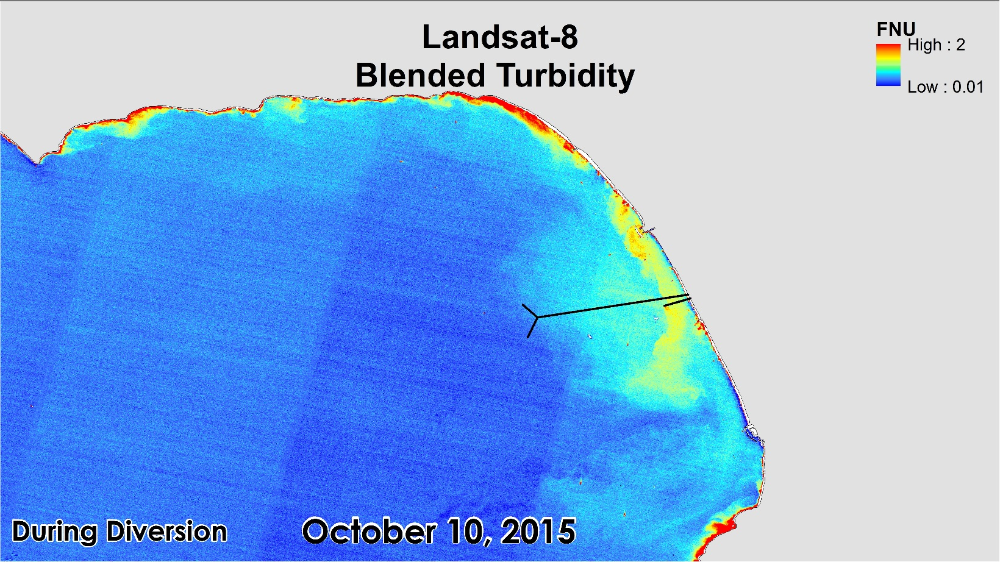 Landsat-8
Blended Turbidity
FNU
High : 2
Low : 0.01
During Diversion
October 10, 2015